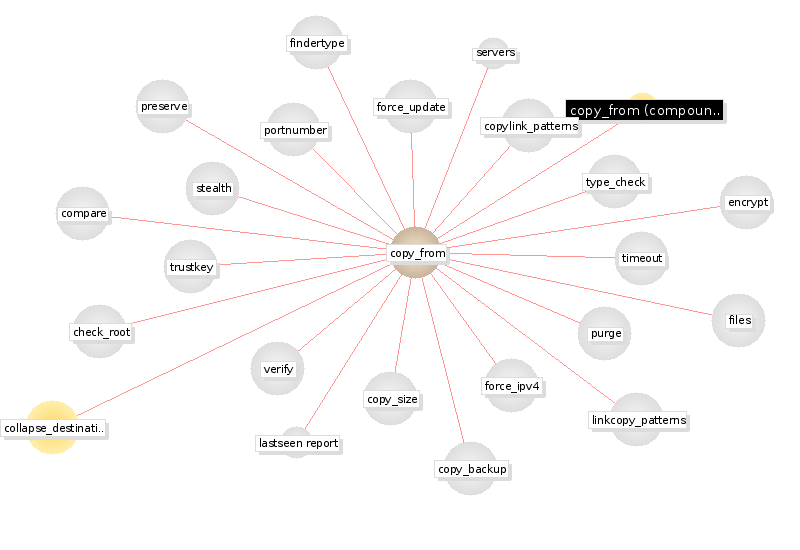 findertype
servers
preserve
force_update
copy_from (compoun..
portnumber
copylink_patterns
stealth
type_check
compare
encrypt
copy_from
trustkey
timeout
check_root
files
purge
verify
force_ipv4
copy_size
linkcopy_patterns
collapse_destinati..
lastseen report
copy_backup